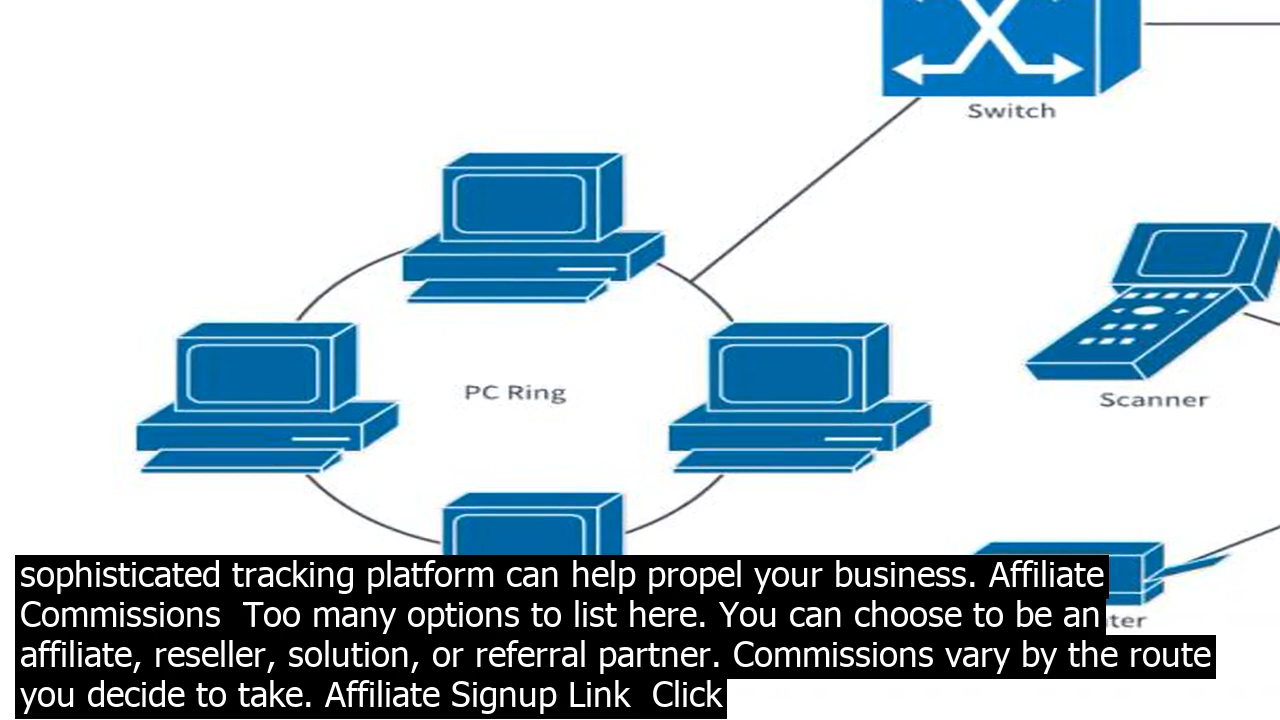 Switch
PC Ring
Scanner
sophisticated tracking platform can help propel your business. Affiliate
Commissions  Too many options to list here. You can choose to be an
affiliate, reseller, solution, or referral partner. Commissions vary by the route
you decide to take. Affiliate Signup Link  Click